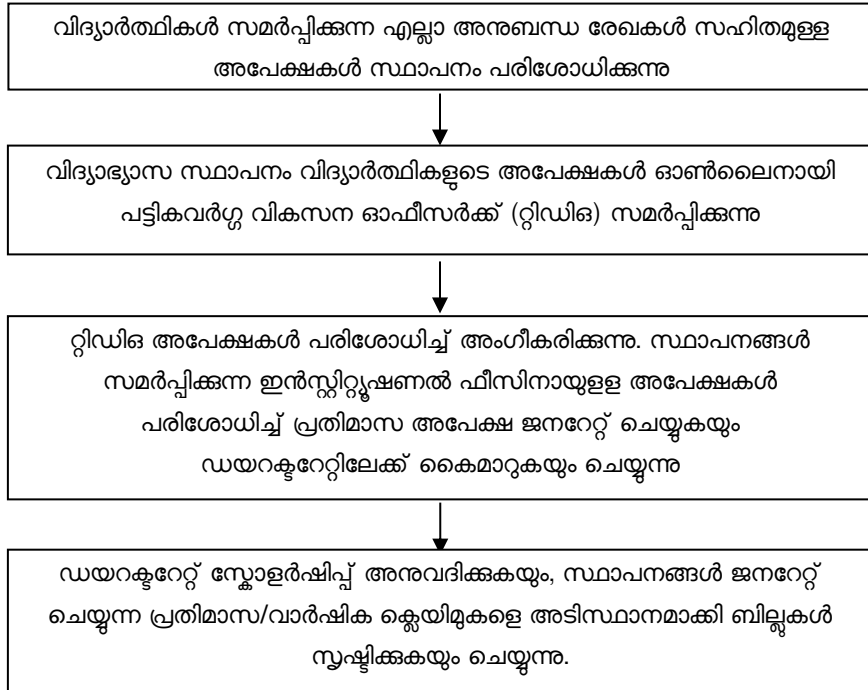 വിദ്യാർത്ഥികൾ സമർപ്പിക്കുന്ന എല്ലാ അനുബന്ധ രേഖകൾ സഹിതമുള്ള
അപേക്ഷകൾ സ്ഥാപനം പരിശോധിക്കുന്നു
വിദ്യാഭ്യാസ സ്ഥാപനം വിദ്യാർത്ഥികളുടെ അപേക്ഷകൾ ഓൺലൈനായി
പട്ടികവർഗ്ഗ വികസന ഓഫീസർക്ക് (റ്റിഡിഒ) സമർപ്പിക്കുന്നു
റ്റിഡിഒ അപേക്ഷകൾ പരിശോധിച്ച് അംഗീകരിക്കുന്നു. സ്ഥാപനങ്ങൾ
സമർപ്പിക്കുന്ന ഇൻസ്റ്റിറ്റ്യൂഷണൽ ഫീസിനായുളള അപേക്ഷകൾ
പരിശോധിച്ച് പ്രതിമാസ അപേക്ഷ ജനറേറ്റ് ചെയ്യുകയും
ഡയറക്ടറേറ്റിലേക്ക് കൈമാറുകയും ചെയ്യുന്നു
ഡയറക്ടറേറ്റ് സ്കോളർഷിപ്പ് അനുവദിക്കുകയും, സ്ഥാപനങ്ങൾ ജനറേറ്റ്
ചെയ്യുന്ന പ്രതിമാസ/വാർഷിക ക്ലെയിമുകളെ അടിസ്ഥാനമാക്കി ബില്ലുകൾ
സൃഷ്ടിക്കുകയും ചെയ്യുന്നു.